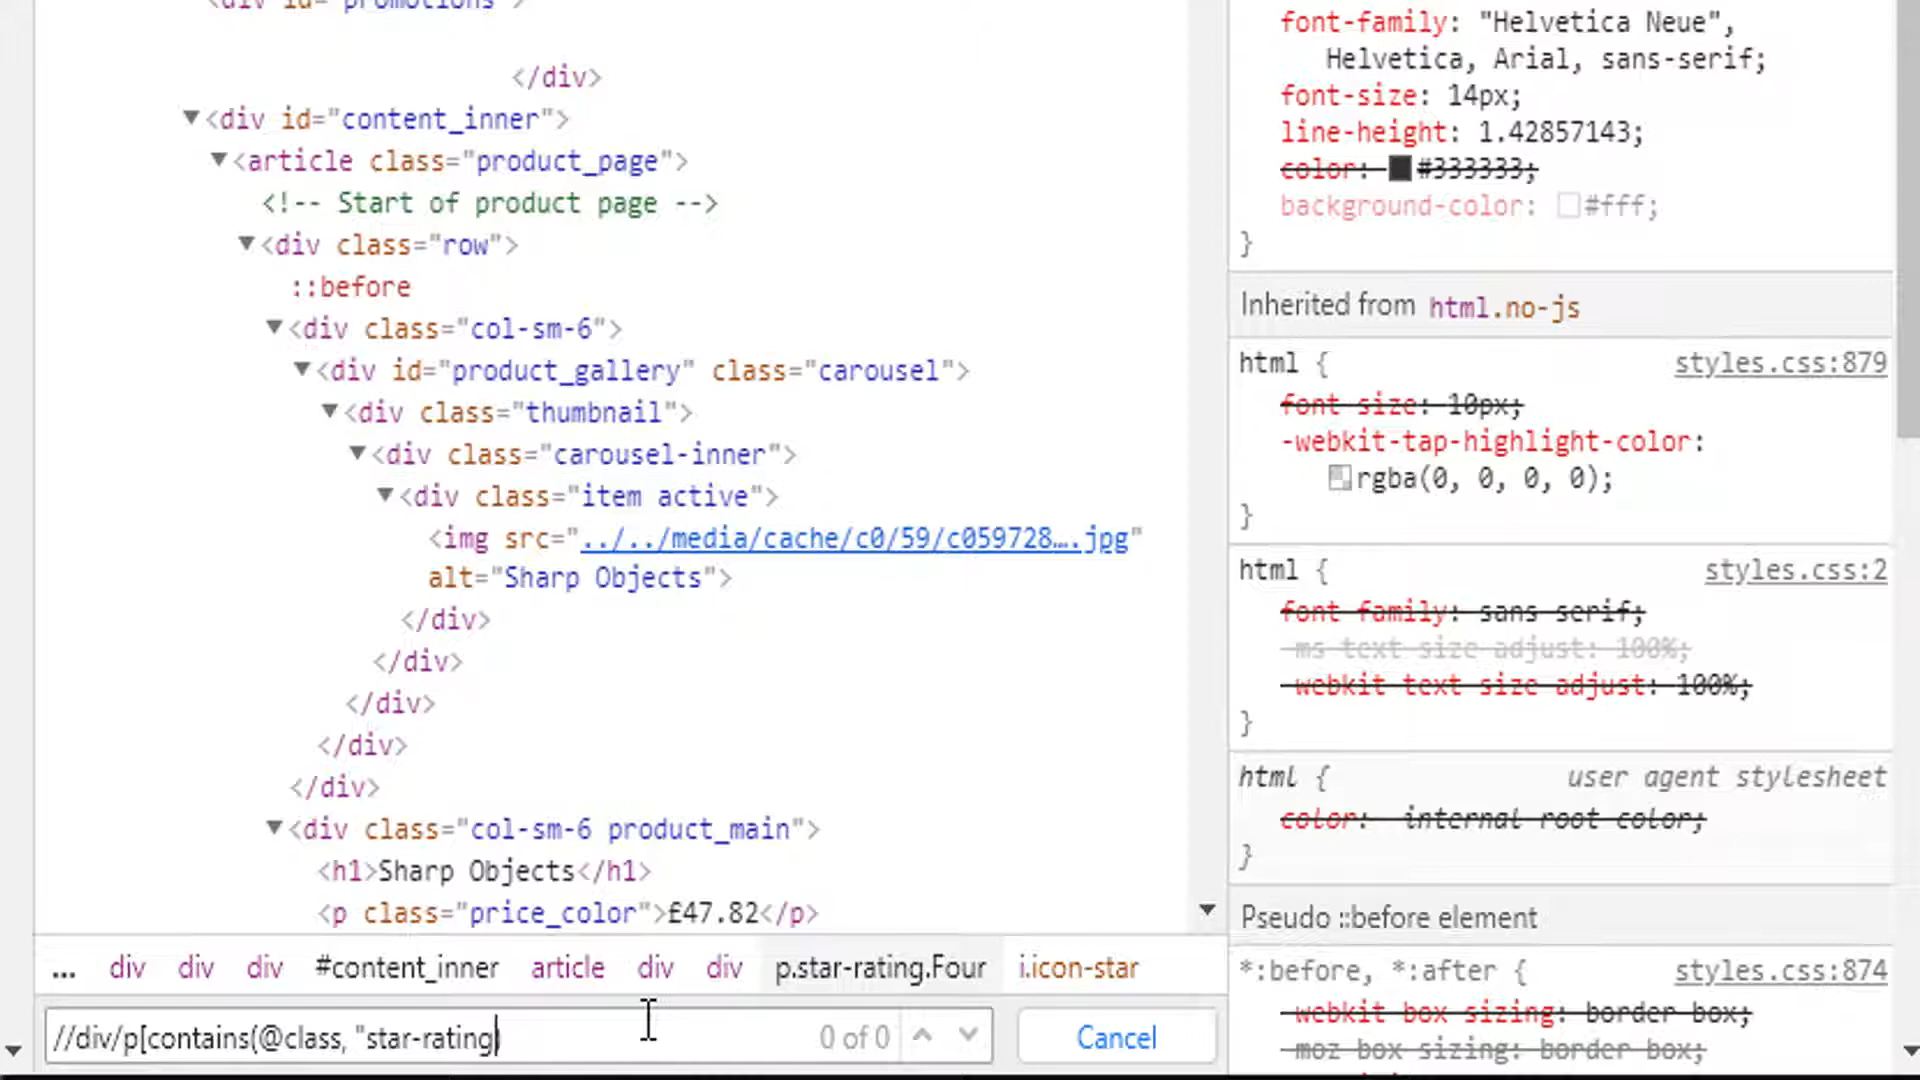 <div id="promotions">
</div>
▼<div id="content_inner">
▼<article class="product_page">
<!-- Start of product page -->
▼<div class="row">
::before
▼<div class="col-sm-6">
▼<div id="product_gallery" class="carousel">
▼<div class="thumbnail">
▼<div class="carousel-inner">
▼<div class="item active">
<img src="../../media/cache/c0/59/c059728….jpg"
alt="Sharp Objects">
</div>
</div>
</div>
</div>
</div>
▼<div class="col-sm-6 product_main">
<h1>Sharp Objects</h1>
<p class="price_color">£47.82</p>
... div div div #content_inner article div div p.star-rating.Four i.icon-star
//div/p[contains(@class, "star-rating) 0 of 0 Cancel
font-family: "Helvetica Neue",
Helvetica, Arial, sans-serif;
font-size: 14px;
line-height: 1.42857143;
color: #333333;
background-color: #fff;
}
Inherited from html.no-js
html { styles.css:879
font-size: 10px;
-webkit-tap-highlight-color:
rgba(0, 0, 0, 0);
}
html { styles.css:2
font-family: sans-serif;
-ms-text-size-adjust: 100%;
-webkit-text-size-adjust: 100%;
}
html { user agent stylesheet
color: -internal-root-color;
}
Pseudo ::before element
*:before, *:after { styles.css:874
-webkit-box-sizing: border-box;
-moz-box-sizing: border-box;